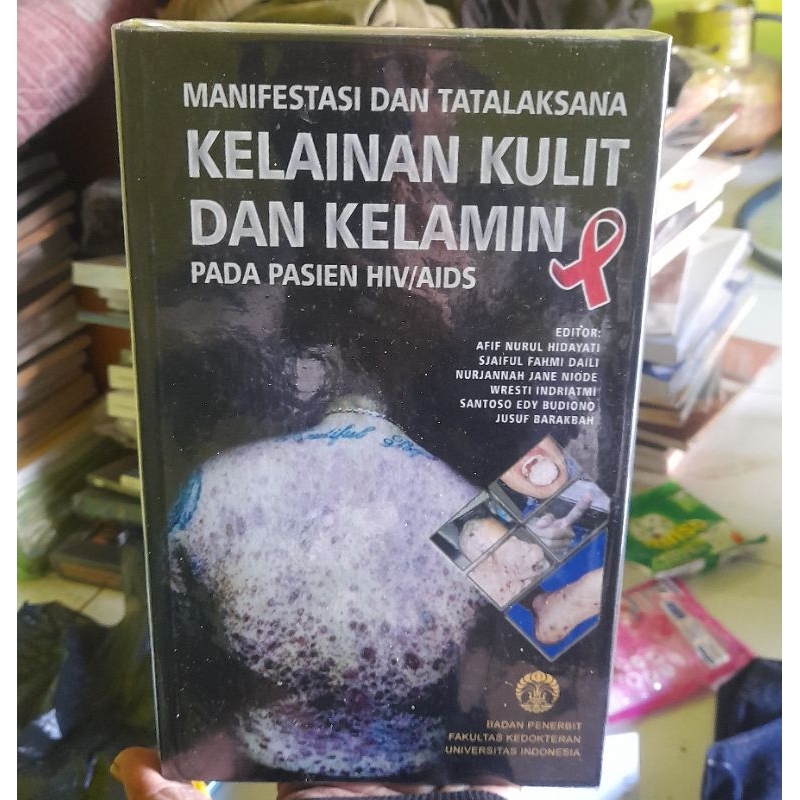 MANIFESTASI DAN TATALAKSANA
KELAINAN KULIT
DAN KELAMIN
PADA PASIEN HIV/AIDS
EDITOR:
AFIF NURUL HIDAYATI
SJAIFUL FAHMI DAILI
NURJANNAH JANE NIODE
WRESTI INDRIATMI
SANTOSO EDY BUDIONO
JUSUF BARAKBAH
BADAN PENERBIT
FAKULTAS KEDOKTERAN
UNIVERSITAS INDONESIA